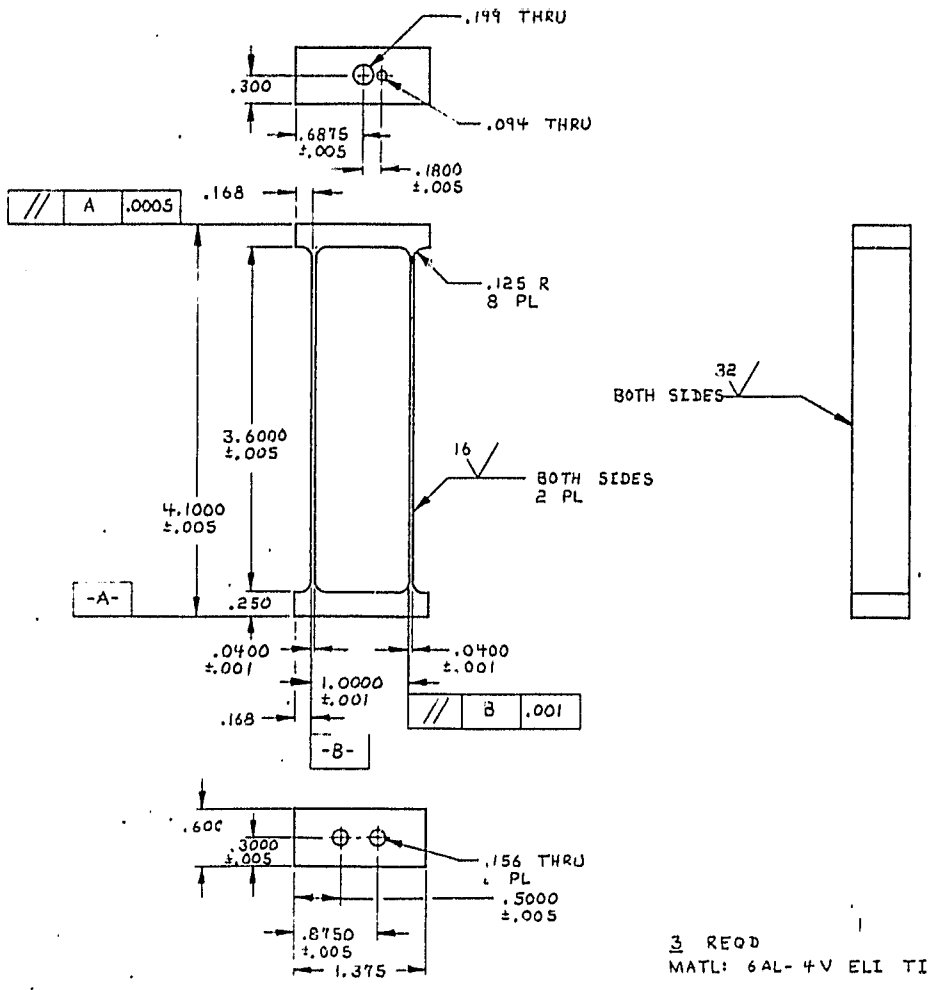 .199 THRU
.300
.094 THRU
.6875
±.005
.1800
±.005
.168
// A .0005
.125 R
8 PL
32
BOTH SIDES
3.6000
±.005
16
BOTH SIDES
2 PL
4.1000
±.005
-A-
.250
.0400
±.001
.0400
±.001
1.0000
±.001
.168
// B .001
-B-
.600
.3000
±.005
.156 THRU
PL
.5000
±.005
.8750
±.005
1.375
3 REQD
MATL: 6AL-4V ELI TI